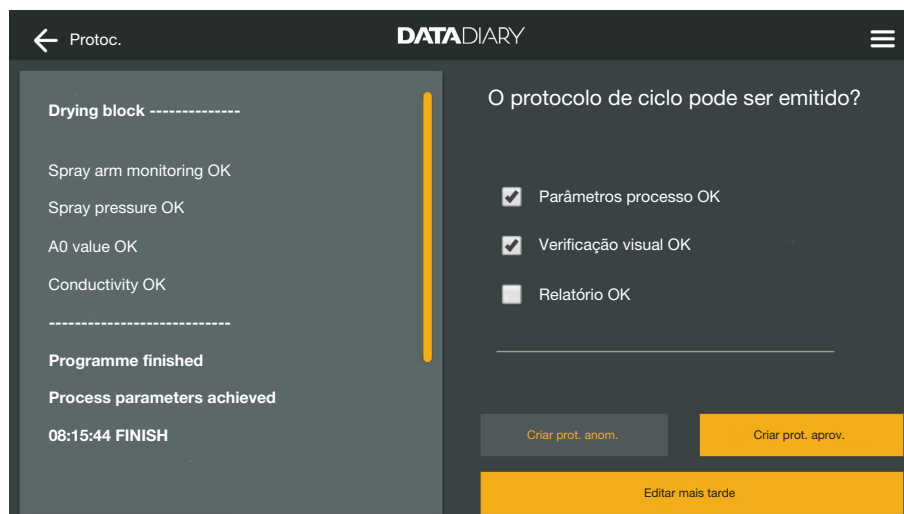 Protoc.
DATADIARY
Drying block --------------
Spray arm monitoring OK
Spray pressure OK
A0 value OK
Conductivity OK
----------------------------
Programme finished
Process parameters achieved
08:15:44 FINISH
O protocolo de ciclo pode ser emitido?
Parâmetros processo OK
Verificação visual OK
Relatório OK
Criar prot. anom.
Criar prot. aprov.
Editar mais tarde